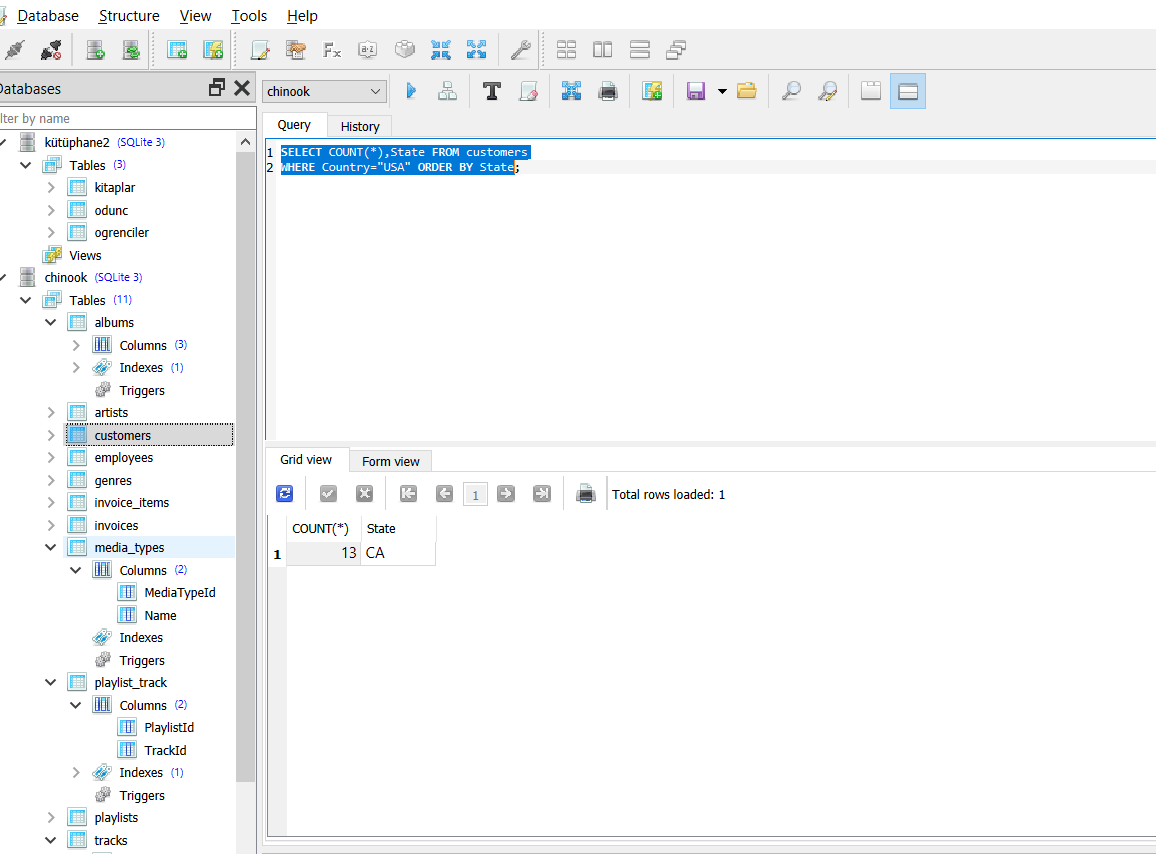 Database Structure View Tools Help
Databases
chinook
lter by name
Query History
kütüphane2 (SQLite 3)
Tables (3)
kitaplar
odunc
ogrenciler
Views
chinook (SQLite 3)
Tables (11)
albums
Columns (3)
Indexes (1)
Triggers
artists
customers
employees
genres
invoice_items
invoices
media_types
Columns (2)
MediaTypeId
Name
Indexes
Triggers
playlist_track
Columns (2)
PlaylistId
TrackId
Indexes (1)
Triggers
playlists
tracks
1 SELECT COUNT(*),State FROM customers
2 WHERE Country="USA" ORDER BY State;
Grid view Form view
1 Total rows loaded: 1
COUNT(*) State
1 13 CA